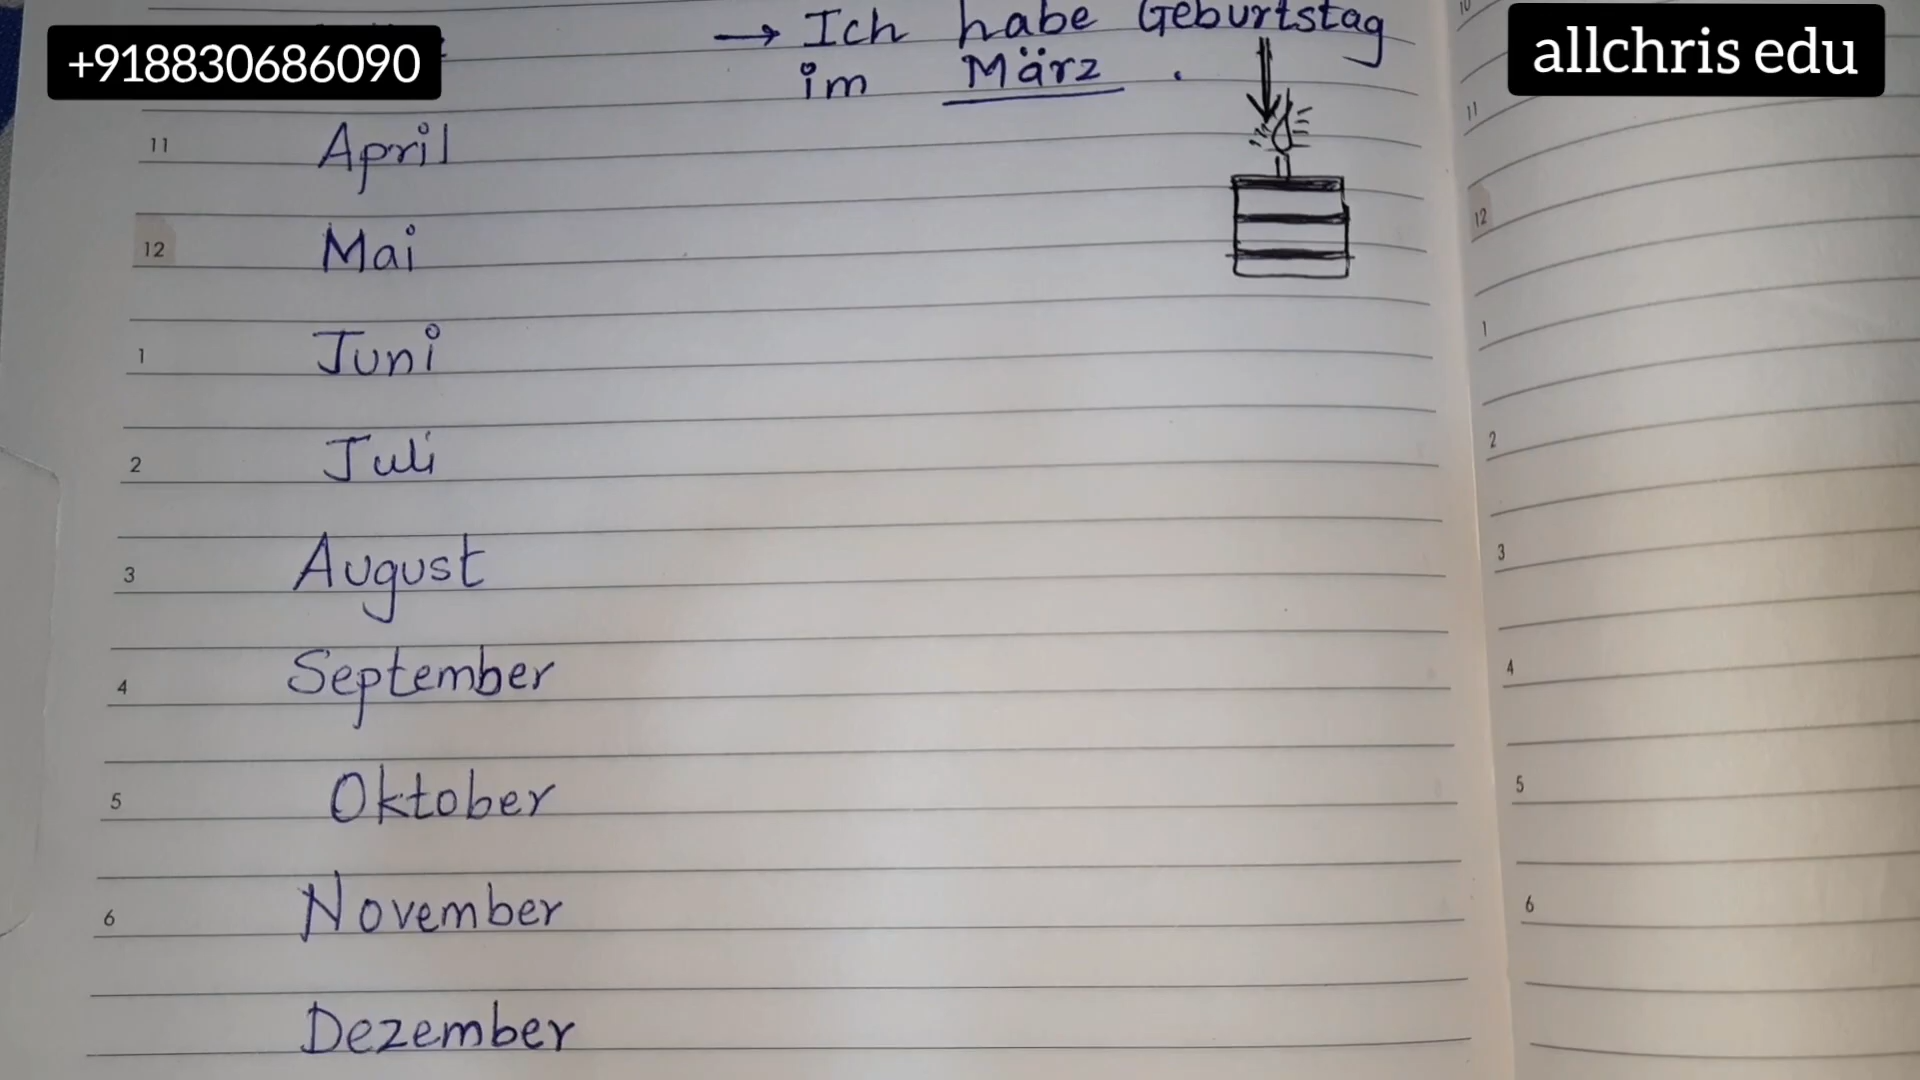 +918830686090
allchris edu
→ Ich habe Geburtstag
im März .
10
11 April
12 Mai
1 Juni
2 Juli
3 August
4 September
5 Oktober
6 November
Dezember
11
12
1
2
3
4
5
6